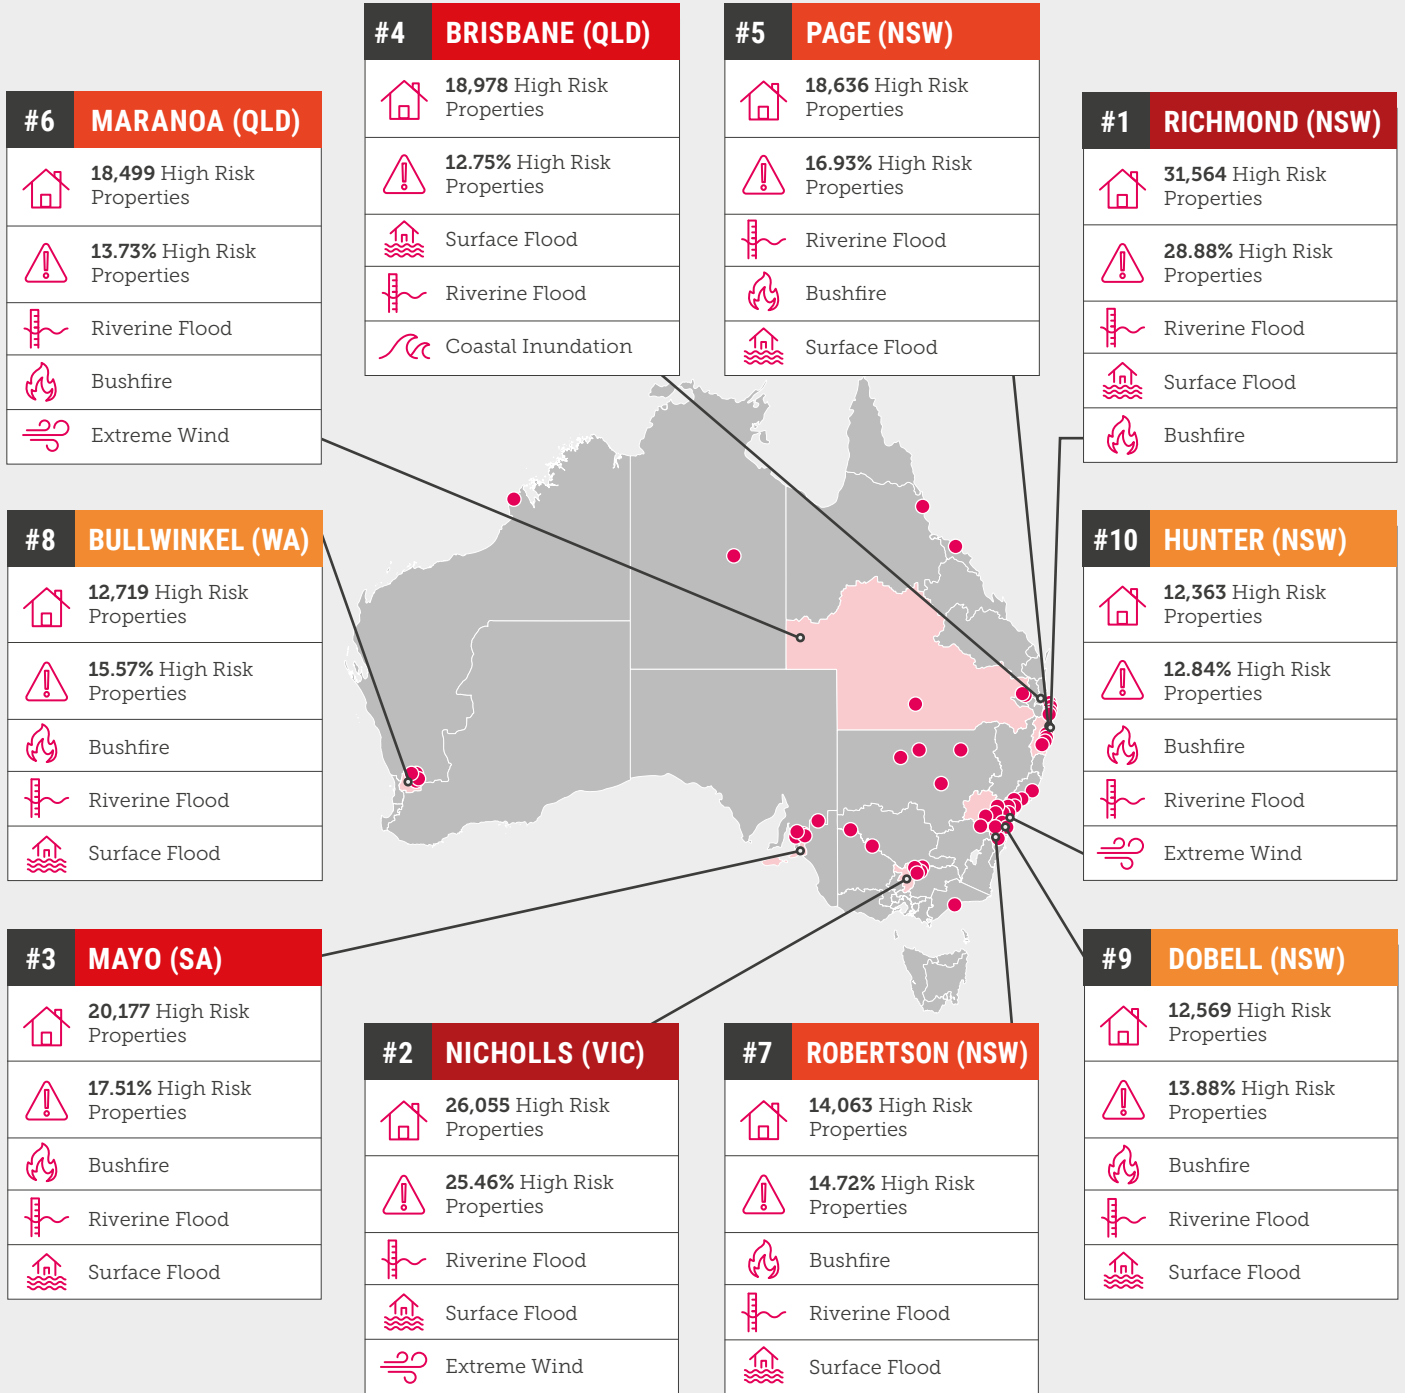 #4 BRISBANE (QLD)
18,978 High Risk
Properties
12.75% High Risk
Properties
Surface Flood
Riverine Flood
Coastal Inundation
#5 PAGE (NSW)
18,636 High Risk
Properties
16.93% High Risk
Properties
Riverine Flood
Bushfire
Surface Flood
#6 MARANOA (QLD)
18,499 High Risk
Properties
13.73% High Risk
Properties
Riverine Flood
Bushfire
Extreme Wind
#1 RICHMOND (NSW)
31,564 High Risk
Properties
28.88% High Risk
Properties
Riverine Flood
Surface Flood
Bushfire
#8 BULLWINKEL (WA)
12,719 High Risk
Properties
15.57% High Risk
Properties
Bushfire
Riverine Flood
Surface Flood
#10 HUNTER (NSW)
12,363 High Risk
Properties
12.84% High Risk
Properties
Bushfire
Riverine Flood
Extreme Wind
#3 MAYO (SA)
20,177 High Risk
Properties
17.51% High Risk
Properties
Bushfire
Riverine Flood
Surface Flood
#2 NICHOLLS (VIC)
26,055 High Risk
Properties
25.46% High Risk
Properties
Riverine Flood
Surface Flood
Extreme Wind
#7 ROBERTSON (NSW)
14,063 High Risk
Properties
14.72% High Risk
Properties
Bushfire
Riverine Flood
Surface Flood
#9 DOBELL (NSW)
12,569 High Risk
Properties
13.88% High Risk
Properties
Bushfire
Riverine Flood
Surface Flood